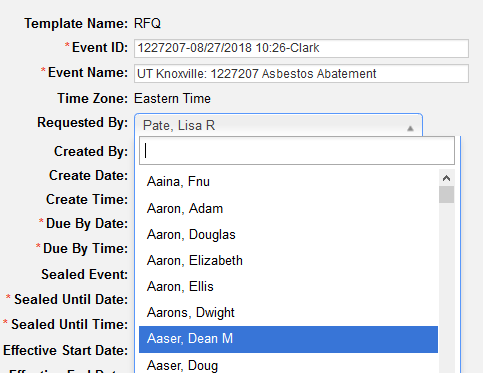 Template Name: RFQ
* Event ID: 1227207-08/27/2018 10:26-Clark
* Event Name: UT Knoxville: 1227207 Asbestos Abatement
Time Zone: Eastern Time
Requested By: Pate, Lisa R
Created By:
Create Date: Aaina, Fnu
Create Time: Aaron, Adam
* Due By Date: Aaron, Douglas
* Due By Time: Aaron, Elizabeth
Sealed Event: Aaron, Ellis
* Sealed Until Date: Aarons, Dwight
* Sealed Until Time: Aaser, Dean M
Effective Start Date: Aaser, Doug
Effective End Date: